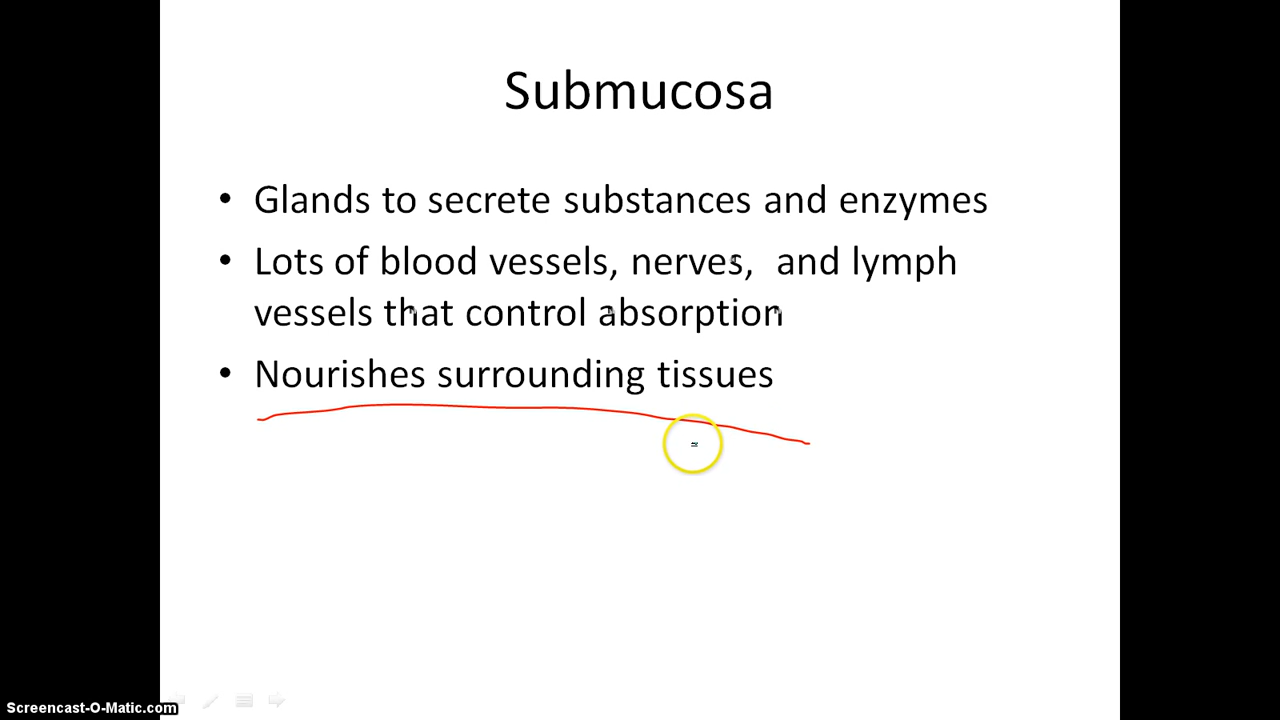 Submucosa
• Glands to secrete substances and enzymes
• Lots of blood vessels, nerves,  and lymph
vessels that control absorption
• Nourishes surrounding tissues
Screencast-O-Matic.com